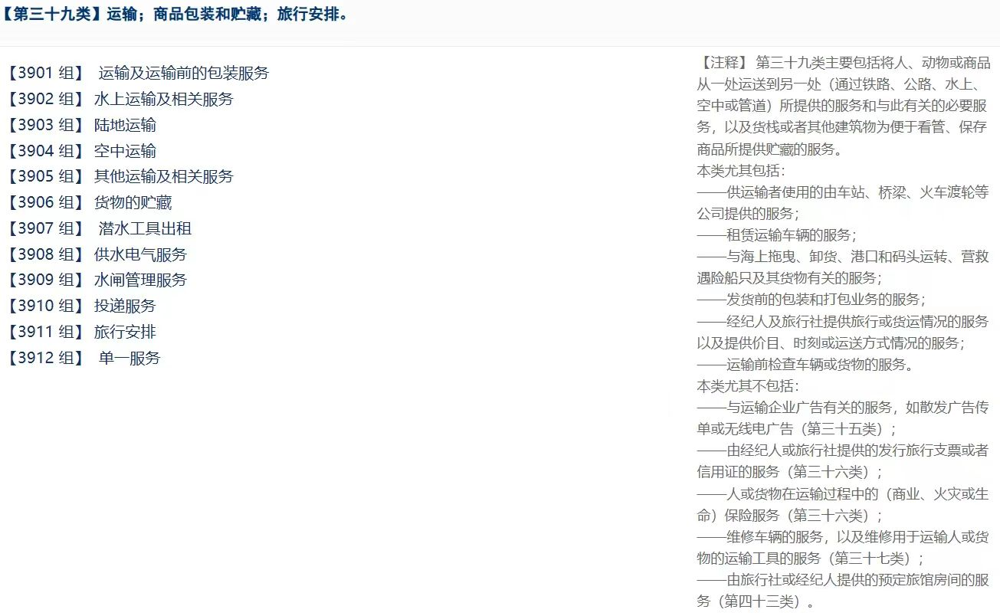 【第三十九类】运输；商品包装和贮藏；旅行安排。
【3901 组】 运输及运输前的包装服务
【3902 组】 水上运输及相关服务
【3903 组】 陆地运输
【3904 组】 空中运输
【3905 组】 其他运输及相关服务
【3906 组】 货物的贮藏
【3907 组】 潜水工具出租
【3908 组】 供水电气服务
【3909 组】 水闸管理服务
【3910 组】 投递服务
【3911 组】 旅行安排
【3912 组】 单一服务
【注释】 第三十九类主要包括将人、动物或商品
从一处运送到另一处（通过铁路、公路、水上、
空中或管道）所提供的服务和与此有关的必要服
务，以及货栈或者其他建筑物为便于看管、保存
商品所提供贮藏的服务。
本类尤其包括：
——供运输者使用的由车站、桥梁、火车渡轮等
公司提供的服务；
——租赁运输车辆的服务；
——与海上拖曳、卸货、港口和码头运转、营救
遇险船只及其货物有关的服务；
——发货前的包装和打包业务的服务；
——经纪人及旅行社提供旅行或货运情况的服务
以及提供价目、时刻或运送方式情况的服务；
——运输前检查车辆或货物的服务。
本类尤其不包括：
——与运输企业广告有关的服务，如散发广告传
单或无线电广告（第三十五类）；
——由经纪人或旅行社提供的发行旅行支票或者
信用证的服务（第三十六类）；
——人或货物在运输过程中的（商业、火灾或生
命）保险服务（第三十六类）；
——维修车辆的服务，以及维修用于运输人或货
物的运输工具的服务（第三十七类）；
——由旅行社或经纪人提供的预定旅馆房间的服
务（第四十三类）。